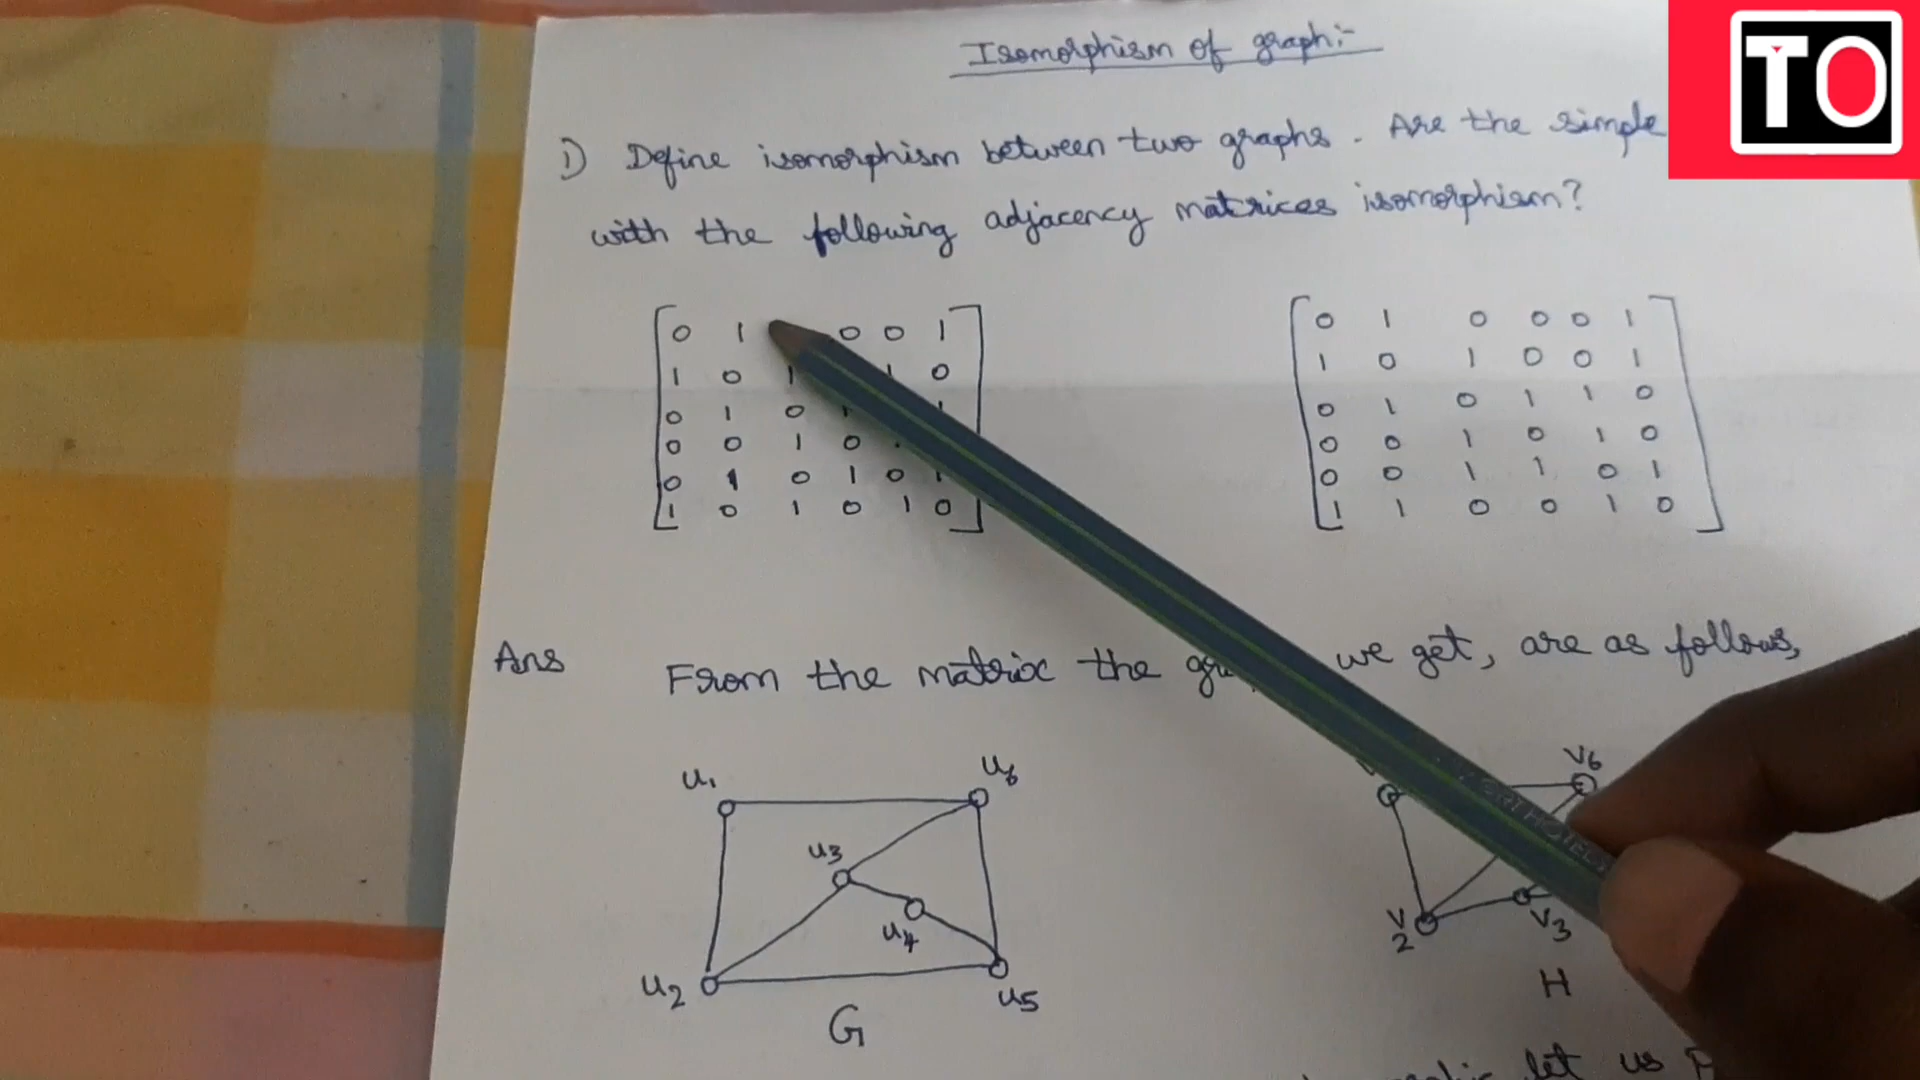 TO
Isomorphism of graph:-
1) Define isomorphism between two graphs. Are the simple
with the following adjacency matrices isomorphism?
0 1 0 0 1
1 0 1 1 0
0 1 0 1
0 0 1 0
0 1 0 1 0 1
1 0 1 0 1 0
0 1 0 0 0 1
1 0 1 0 0 1
0 1 0 1 1 0
0 0 1 0 1 0
0 0 1 1 0 1
1 1 0 0 1 0
Ans From the matrix the we get, are as follows,
u1 u6
u3
u4
u2 u5
G
V6
V2 V3
H
let us